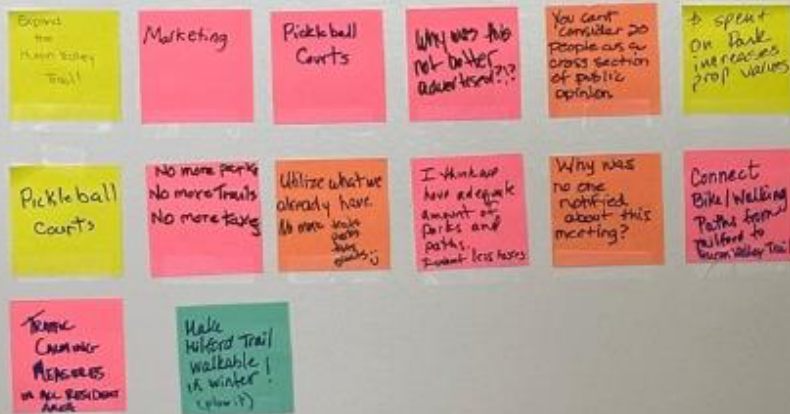 Expand
the
Huron Valley
Trail!
Marketing
Pickleball
Courts
Why was this
not better
advertised?!?
You cant
consider 20
people as a
cross section
of public
opinion
$ spent
on Park
increases
prop values
Pickleball
Courts
No more parks
No more Trails
No more taxes
Utilize what we
already have.
No more trails
parks
I think we
have adequate
amount of
parks and
paths.
I want less taxes
Why was
no one
notified
about this
meeting?
Connect
Bike/Walking
Paths from
Milford to
Huron Valley Trail
TRAFFIC
CALMING
MEASURES
IN ALL RESIDENT
AREAS
Make
Milford Trail
walkable
in winter!
(plow it)